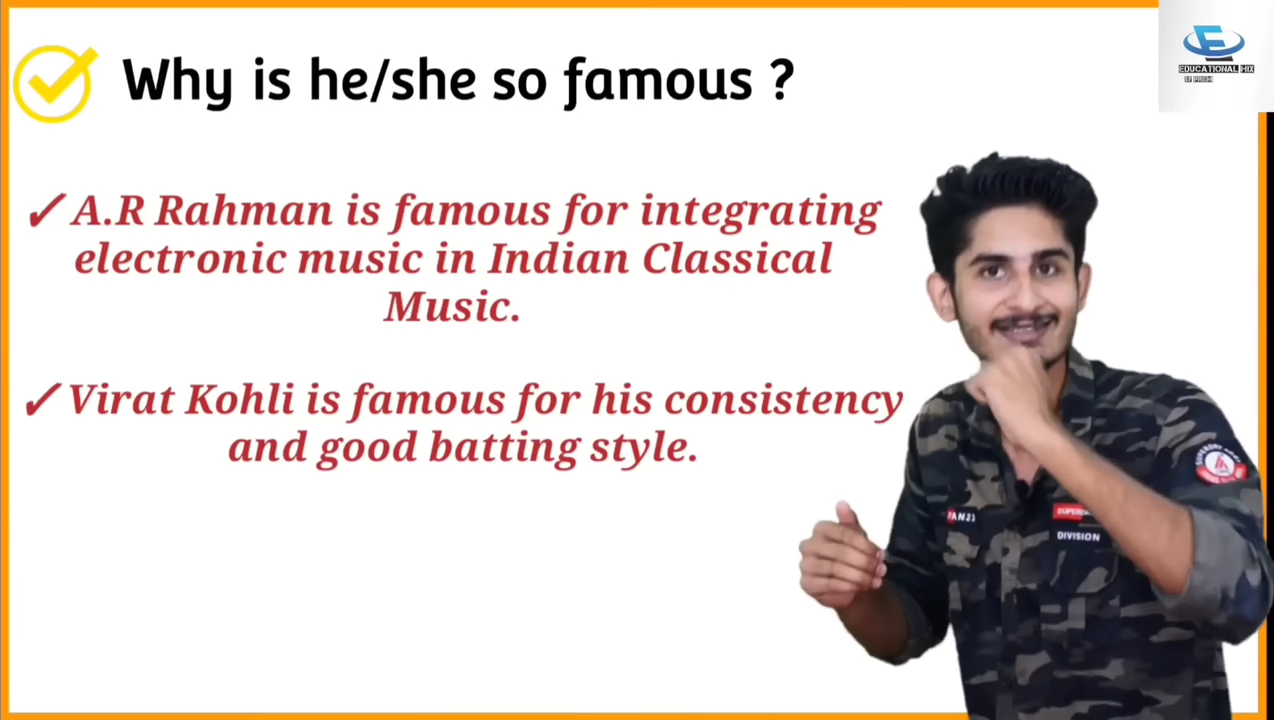 EDUCATIONAL MIX
Why is he/she so famous ?
✓ A.R Rahman is famous for integrating
electronic music in Indian Classical
Music.
✓ Virat Kohli is famous for his consistency
and good batting style.
DIVISION